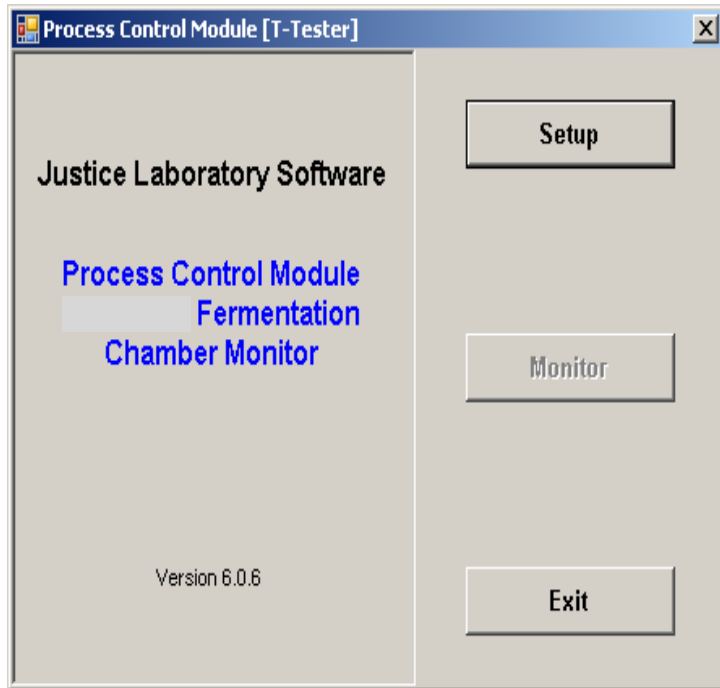 Process Control Module [T-Tester]
Justice Laboratory Software
Process Control Module
Fermentation
Chamber Monitor
Version 6.0.6
Setup
Monitor
Exit